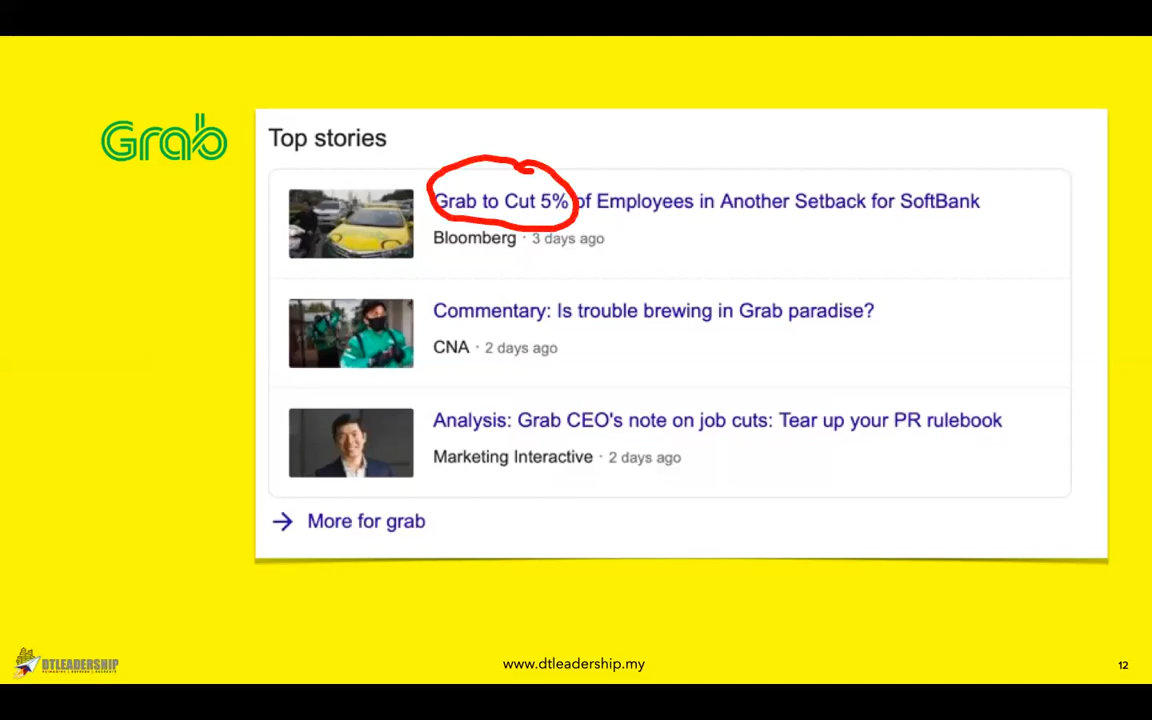 Grab
Top stories
Grab to Cut 5% of Employees in Another Setback for SoftBank
Bloomberg · 3 days ago
Commentary: Is trouble brewing in Grab paradise?
CNA · 2 days ago
Analysis: Grab CEO's note on job cuts: Tear up your PR rulebook
Marketing Interactive · 2 days ago
→ More for grab
DTLEADERSHIP
www.dtleadership.my
12